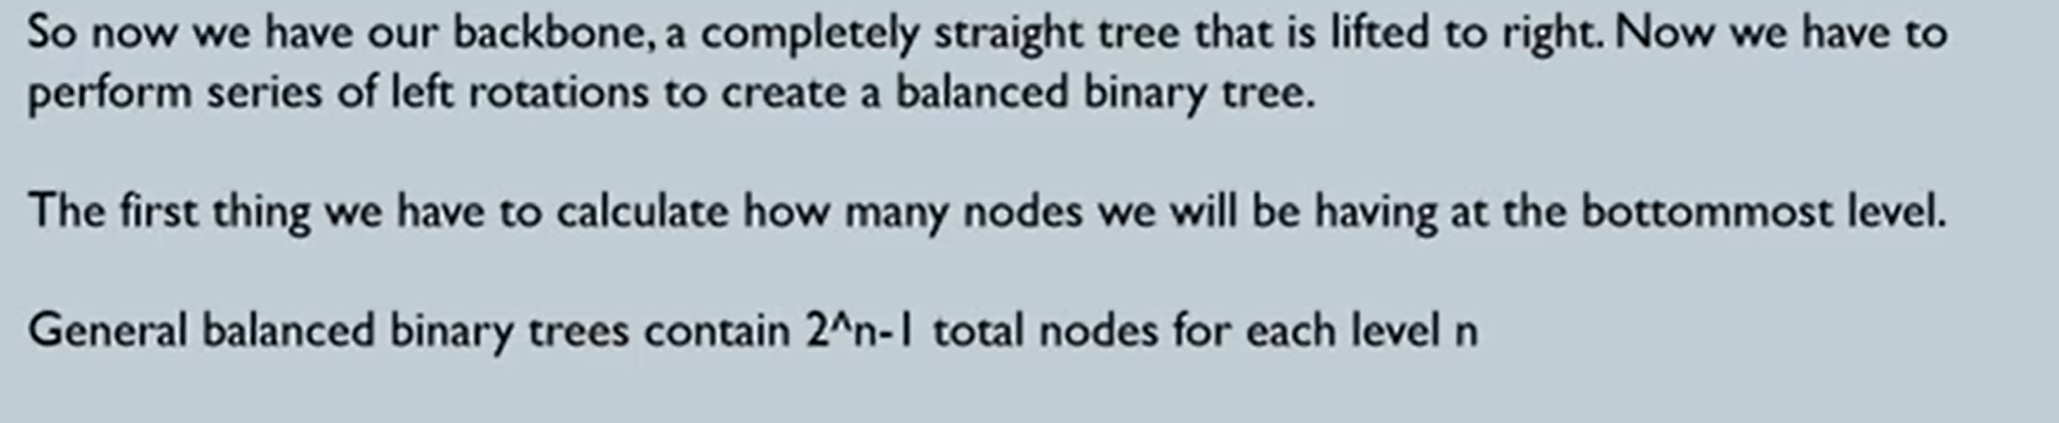 So now we have our backbone, a completely straight tree that is lifted to right. Now we have to
perform series of left rotations to create a balanced binary tree.
The first thing we have to calculate how many nodes we will be having at the bottommost level.
General balanced binary trees contain 2^n-1 total nodes for each level n